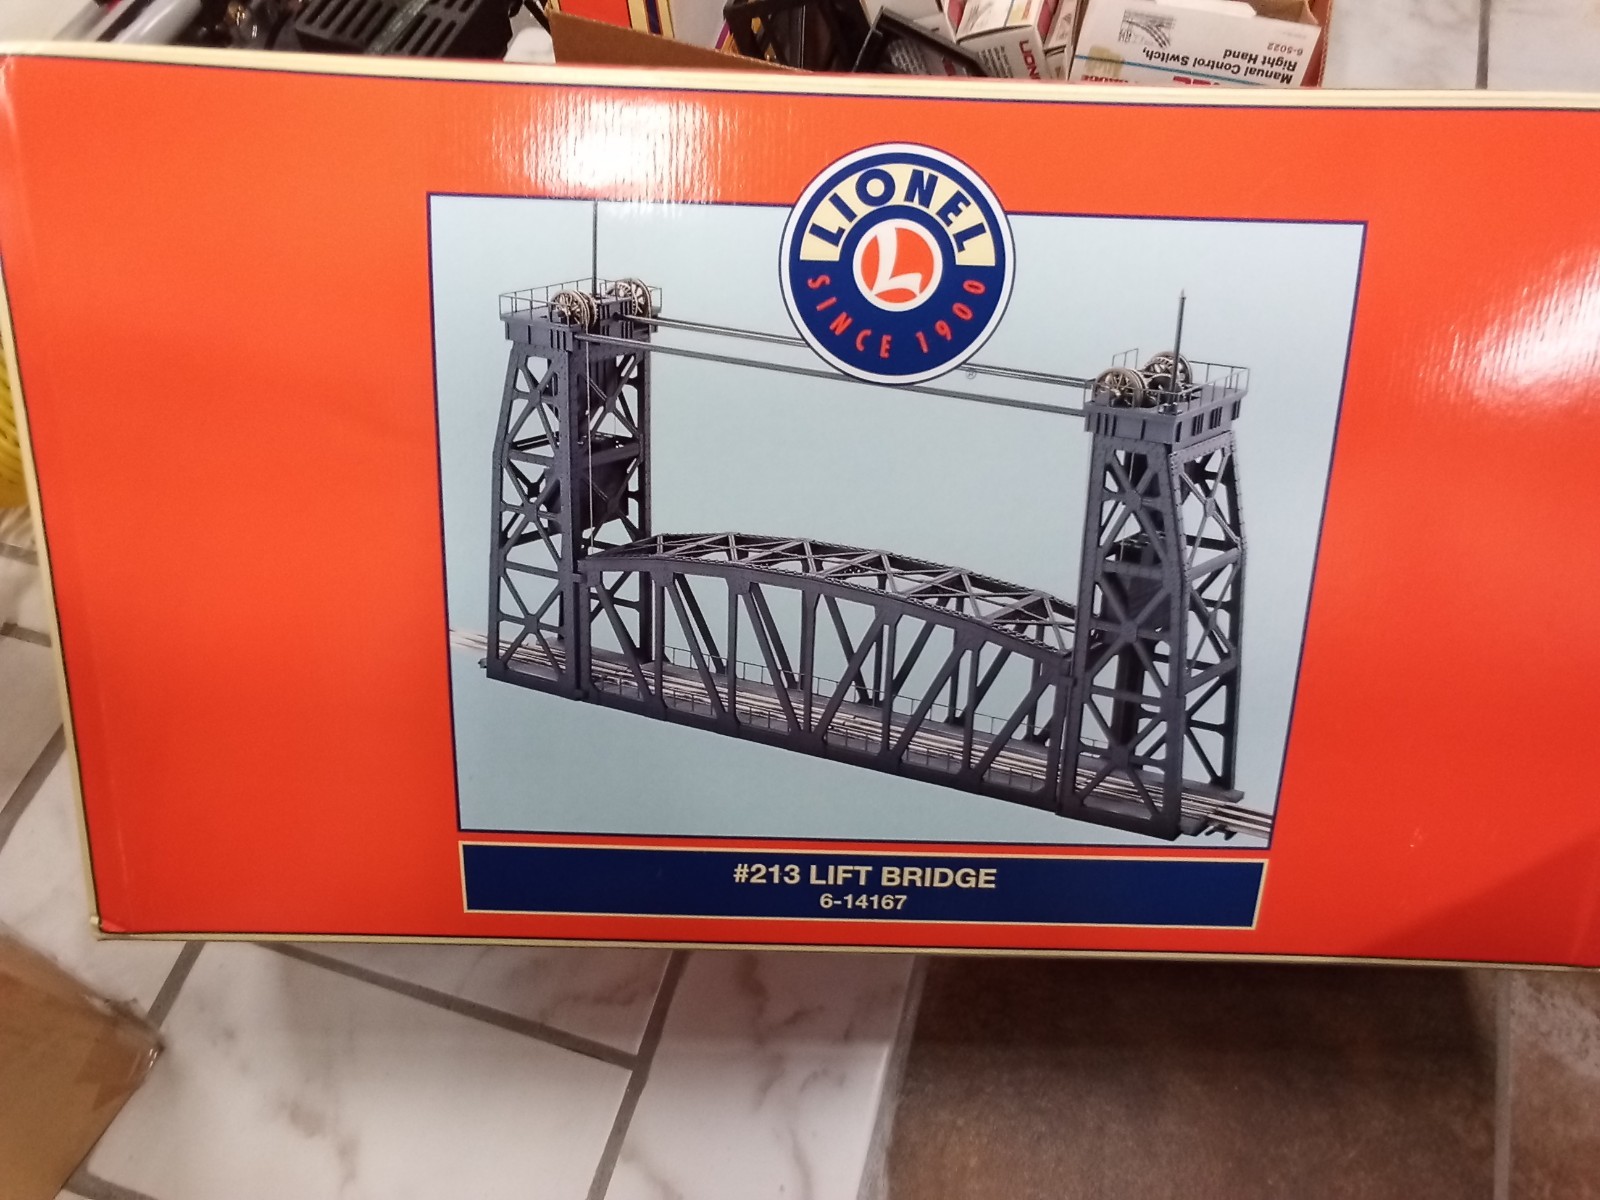 6-5022
Right Hand
Manual Control Switch,
LIONEL
SINCE 1900
#213 LIFT BRIDGE
6-14167